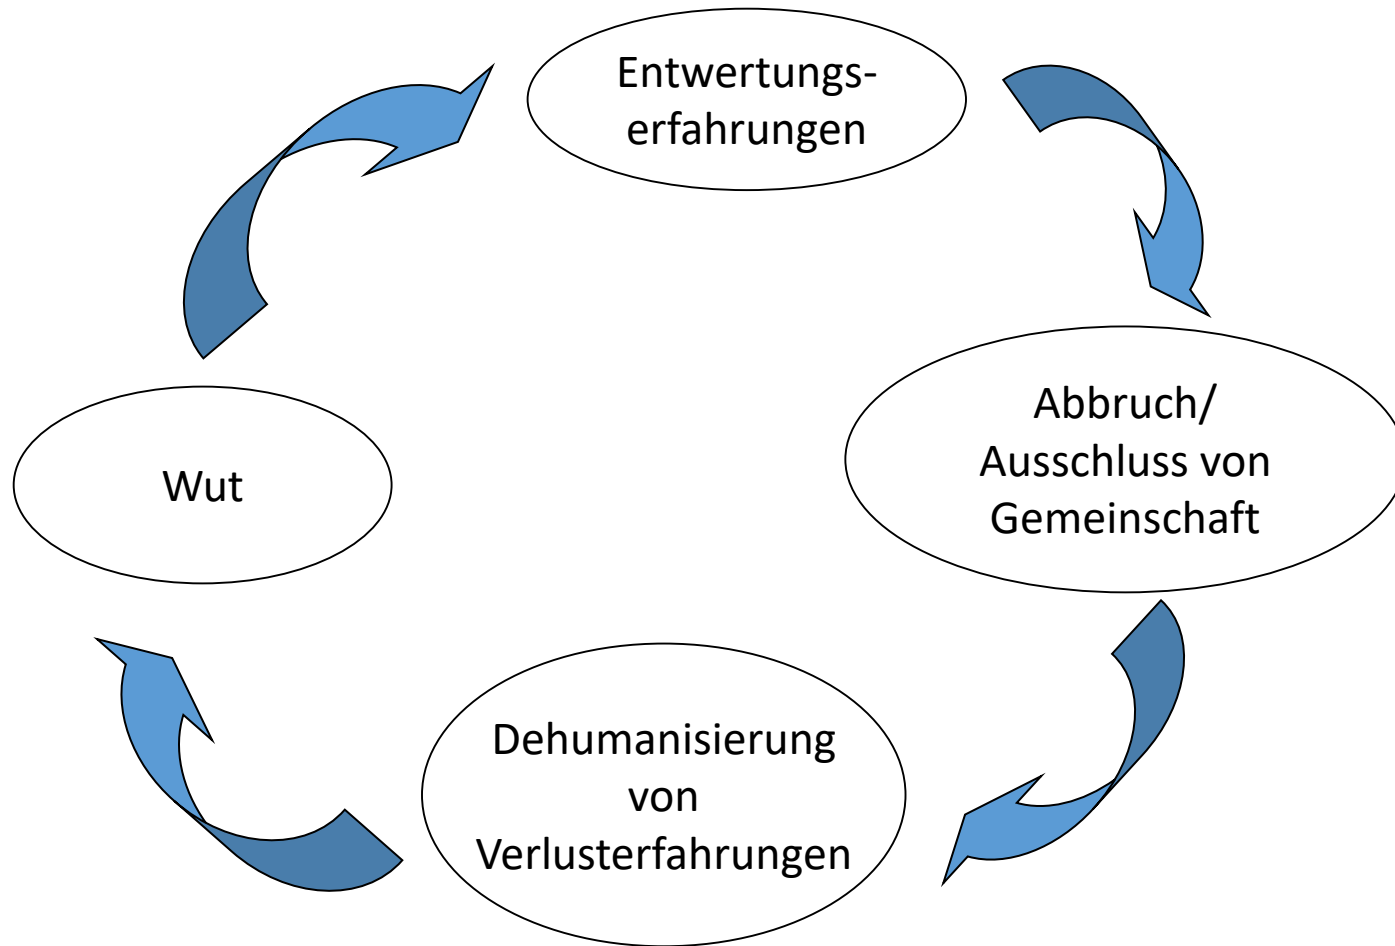 Entwertungs-
erfahrungen
Abbruch/
Ausschluss von
Gemeinschaft
Dehumanisierung
von
Verlusterfahrungen
Wut